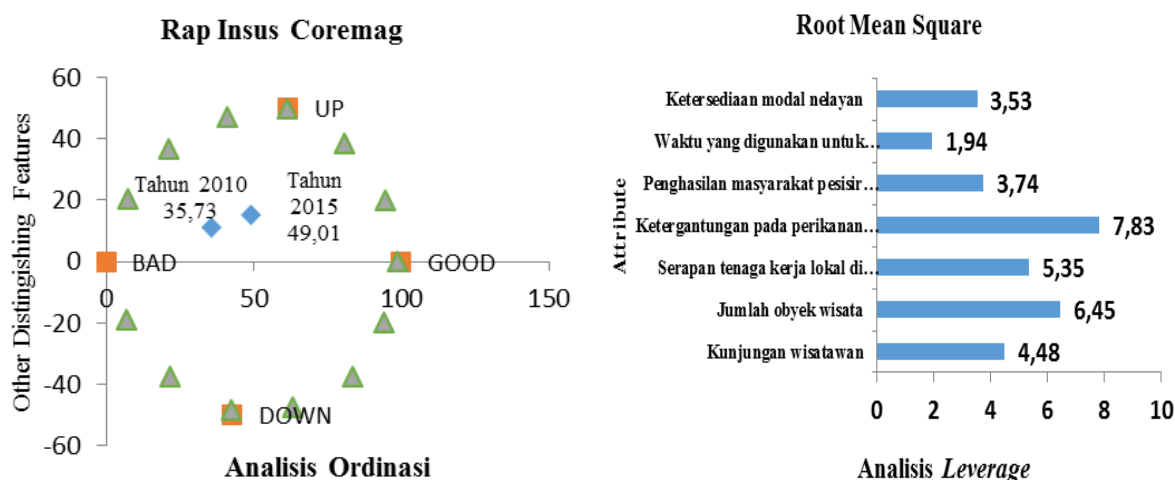 Rap Insus Coremag
Other Distingishing Features
60
40
20
0
-20
-40
-60
UP
Tahun 2010
35,73
Tahun
2015
49,01
BAD
GOOD
DOWN
0
50
100
150
Analisis Ordinasi
Root Mean Square
Attribute
Ketersediaan modal nelayan
3,53
Waktu yang digunakan untuk...
1,94
Penghasilan masyarakat pesisir...
3,74
Ketergantungan pada perikanan...
7,83
Serapan tenaga kerja lokal di...
5,35
Jumlah obyek wisata
6,45
Kunjungan wisatawan
4,48
0 2 4 6 8 10
Analisis Leverage